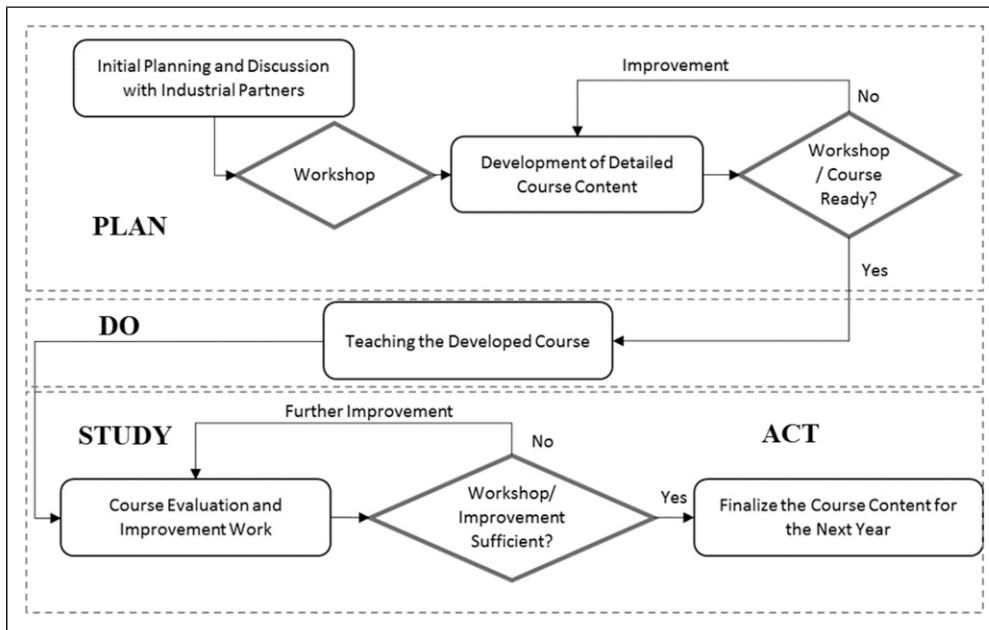 Initial Planning and Discussion
with Industrial Partners
Improvement
No
Workshop
Development of Detailed
Course Content
Workshop
/ Course
Ready?
PLAN
Yes
DO
Teaching the Developed Course
Further Improvement
STUDY
No
ACT
Course Evaluation and
Improvement Work
Workshop/
Improvement
Sufficient?
Yes
Finalize the Course Content for
the Next Year